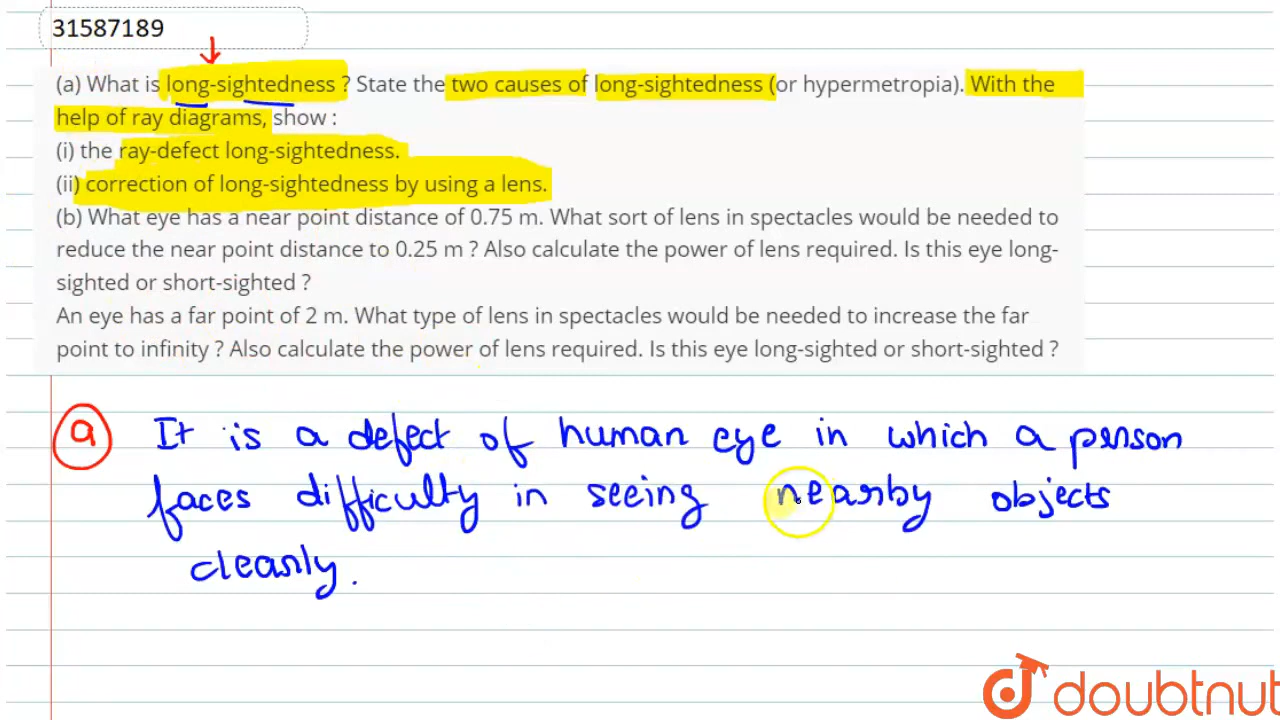 31587189
(a) What is long-sightedness ? State the two causes of long-sightedness (or hypermetropia). With the
help of ray diagrams, show :
(i) the ray-defect long-sightedness.
(ii) correction of long-sightedness by using a lens.
(b) What eye has a near point distance of 0.75 m. What sort of lens in spectacles would be needed to
reduce the near point distance to 0.25 m ? Also calculate the power of lens required. Is this eye long-
sighted or short-sighted ?
An eye has a far point of 2 m. What type of lens in spectacles would be needed to increase the far
point to infinity ? Also calculate the power of lens required. Is this eye long-sighted or short-sighted ?
a It is a defect of human eye in which a person
faces difficulty in seeing nearby objects
clearly.
doubtnut